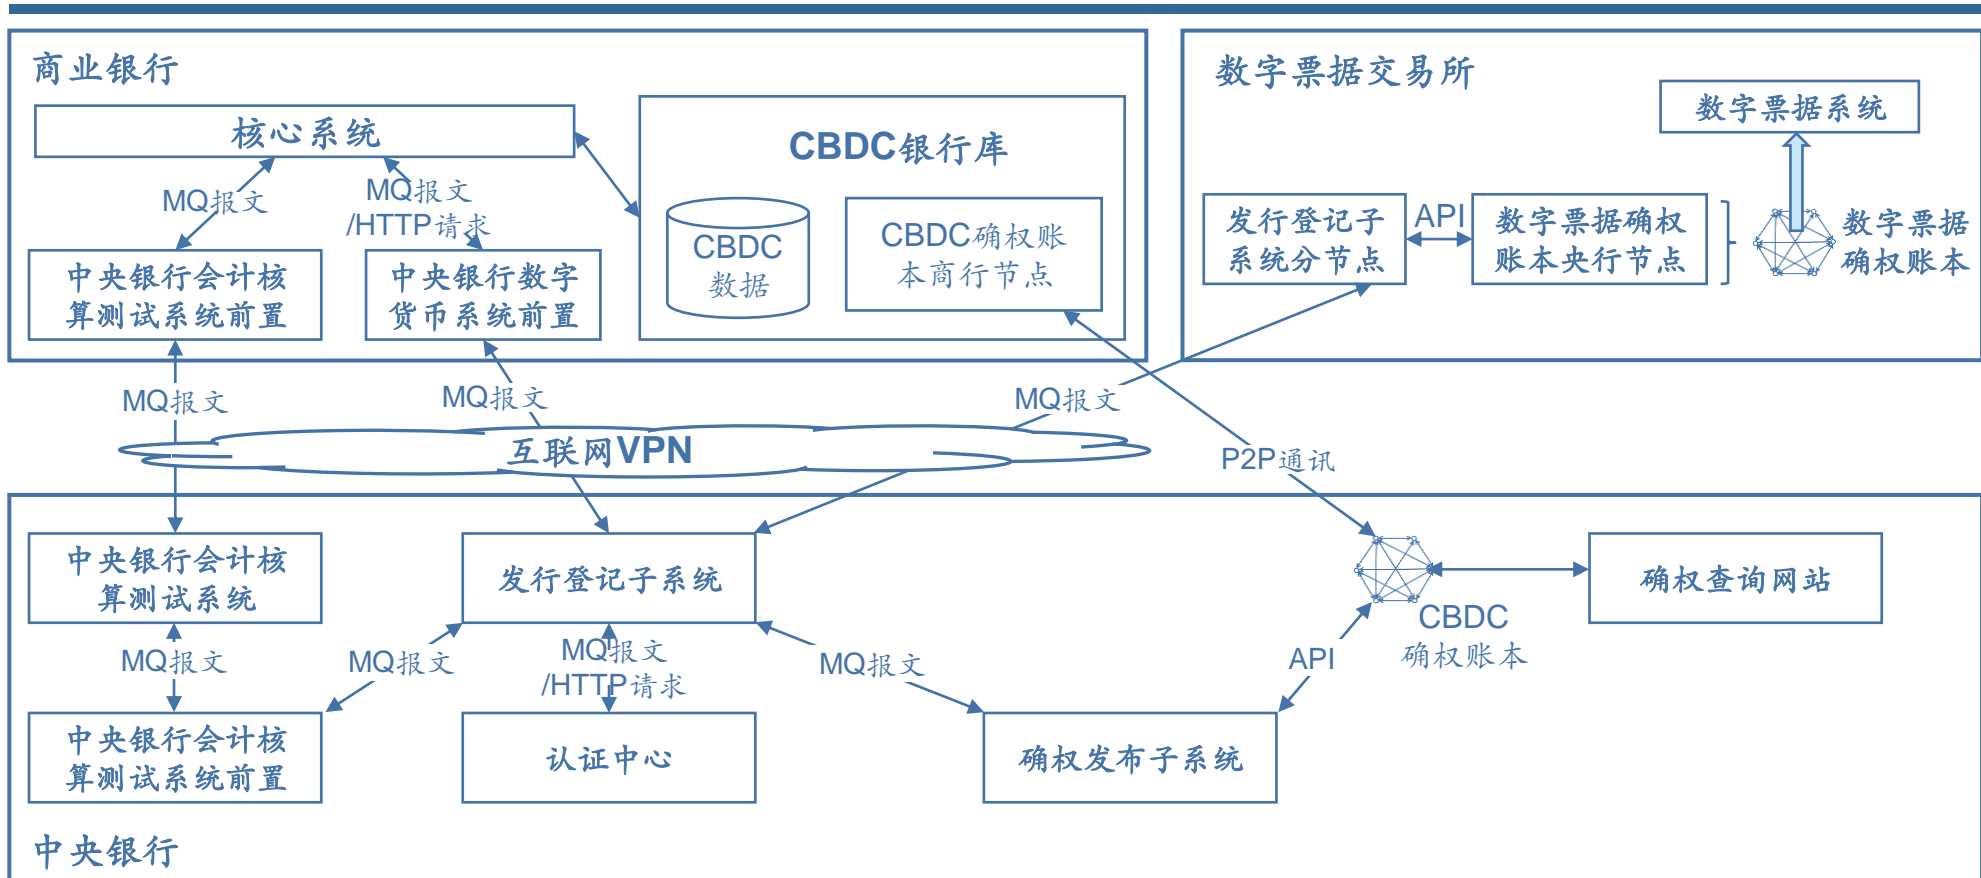 商业银行
核心系统
MQ报文
MQ报文
/HTTP请求
中央银行会计核
算测试系统前置
中央银行数字
货币系统前置
CBDC银行库
CBDC
数据
CBDC确权账
本商行节点
数字票据交易所
数字票据系统
发行登记子
系统分节点
API
数字票据确权
账本央行节点
数字票据
确权账本
MQ报文
MQ报文
MQ报文
互联网VPN
P2P通讯
中央银行会计核
算测试系统
发行登记子系统
确权查询网站
CBDC
确权账本
MQ报文
MQ报文
MQ报文
/HTTP请求
MQ报文
API
中央银行会计核
算测试系统前置
认证中心
确权发布子系统
中央银行